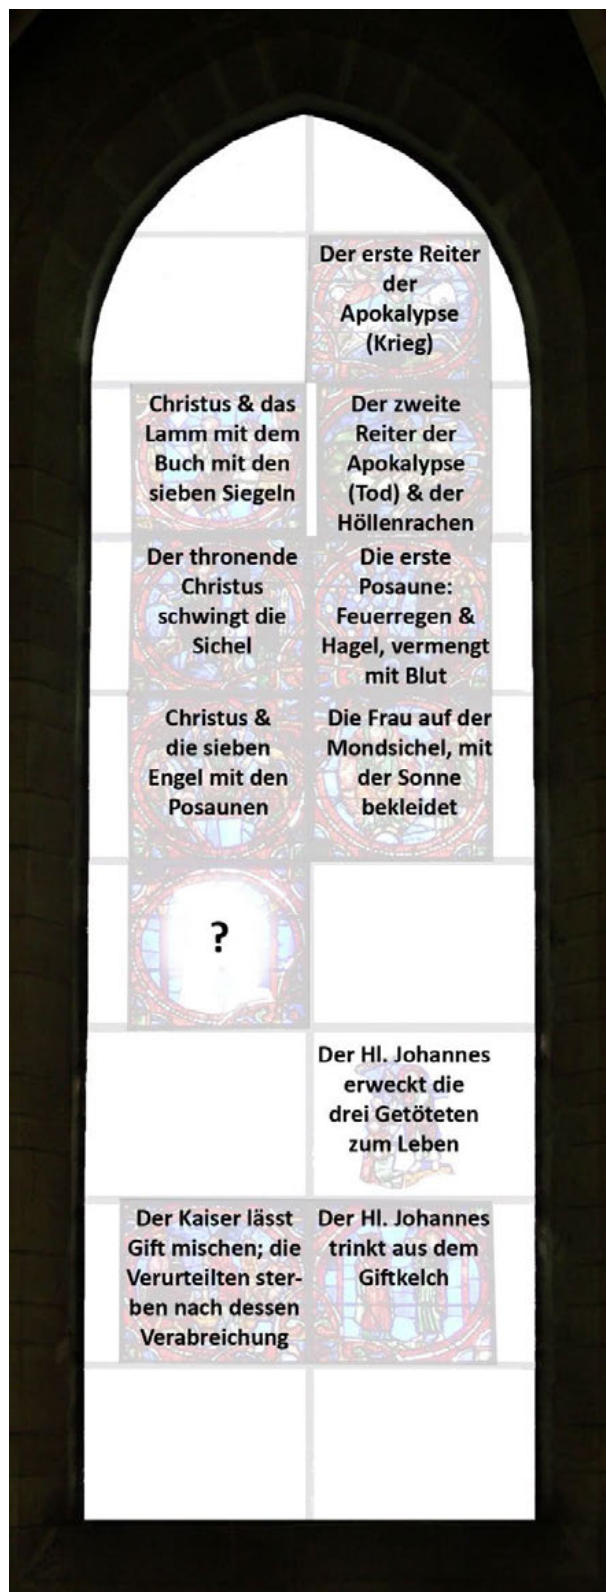 Der erste Reiter
der
Apokalypse
(Krieg)
Christus & das
Lamm mit dem
Buch mit den
sieben Siegeln
Der zweite
Reiter der
Apokalypse
(Tod) & der
Höllenrachen
Der thronende
Christus
schwingt die
Sichel
Die erste
Posaune:
Feuerregen &
Hagel, vermengt
mit Blut
Christus &
die sieben
Engel mit den
Posaunen
Die Frau auf der
Mondsichel, mit
der Sonne
bekleidet
?
Der Hl. Johannes
erweckt die
drei Getöteten
zum Leben
Der Kaiser lässt
Gift mischen; die
Verurteilten ster-
ben nach dessen
Verabreichung
Der Hl. Johannes
trinkt aus dem
Giftkelch